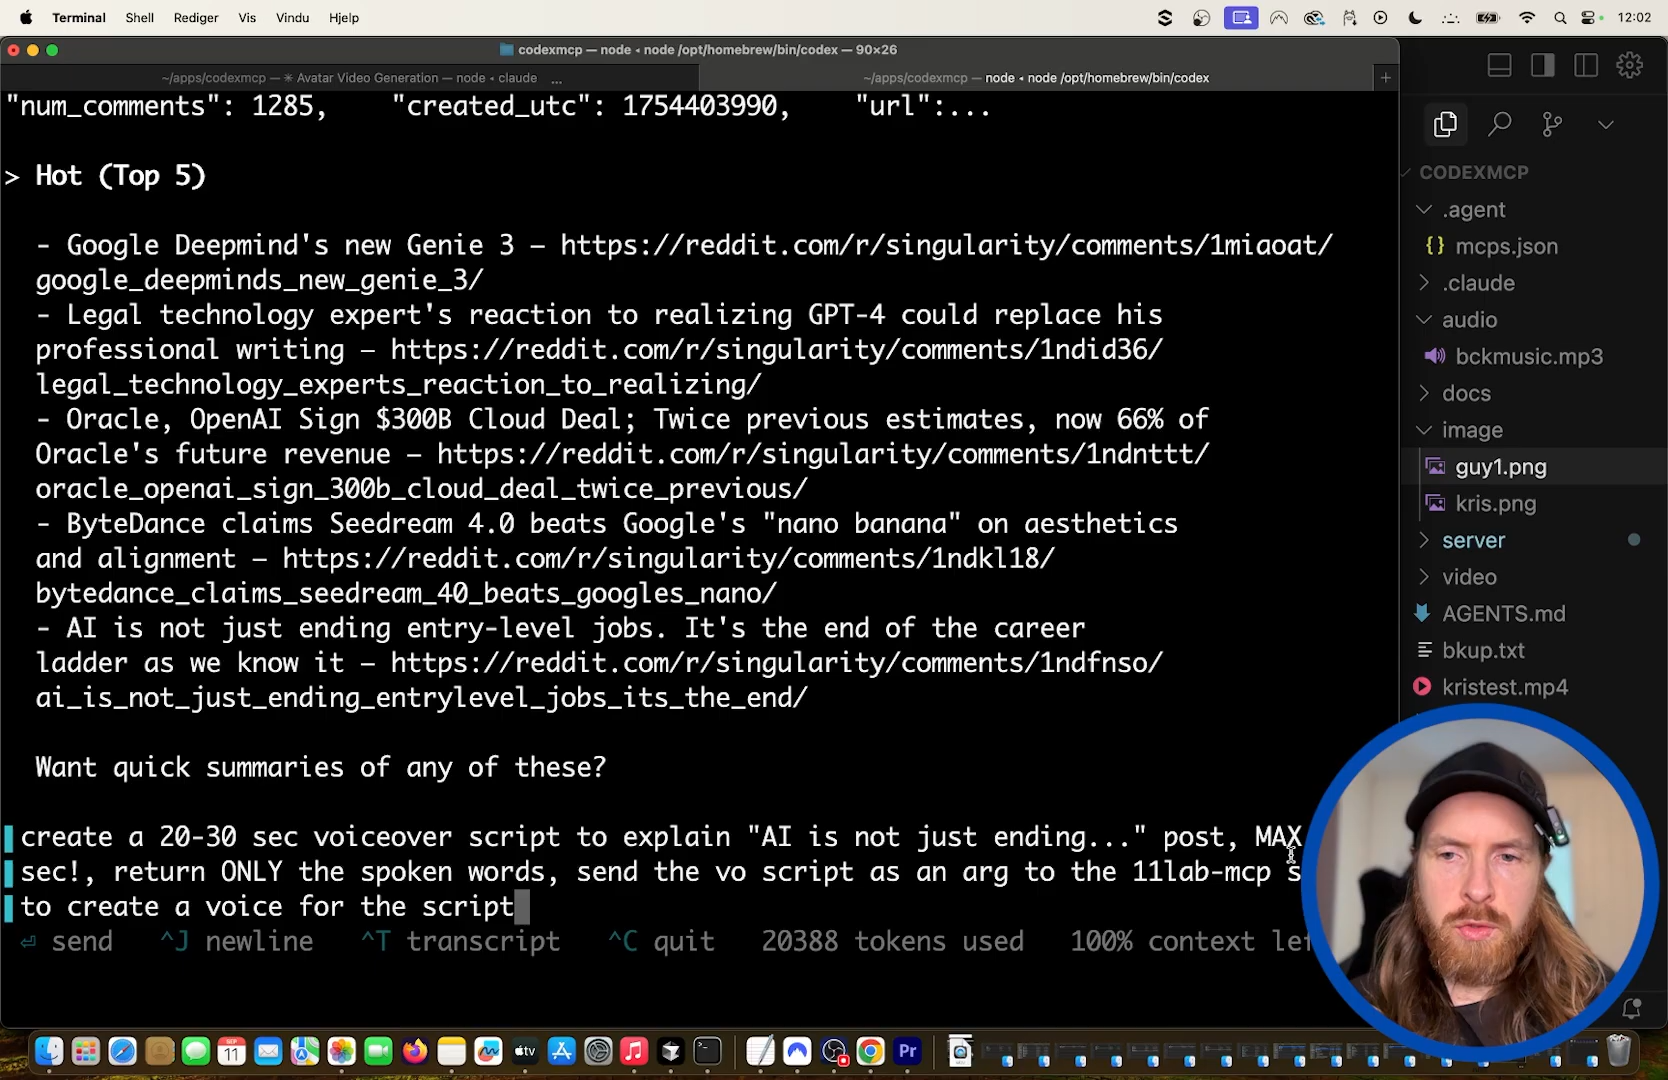 Terminal Shell Rediger Vis Vindu Hjelp 12:02
codexmcp — node ◂ node /opt/homebrew/bin/codex — 90×26
~/apps/codexmcp — ✳ Avatar Video Generation — node ◂ claude ...
~/apps/codexmcp — node ◂ node /opt/homebrew/bin/codex
"num_comments": 1285, "created_utc": 1754403990, "url":...
> Hot (Top 5)
- Google Deepmind's new Genie 3 — https://reddit.com/r/singularity/comments/1miaoat/
google_deepminds_new_genie_3/
- Legal technology expert's reaction to realizing GPT-4 could replace his
professional writing — https://reddit.com/r/singularity/comments/1ndid36/
legal_technology_experts_reaction_to_realizing/
- Oracle, OpenAI Sign $300B Cloud Deal; Twice previous estimates, now 66% of
Oracle's future revenue — https://reddit.com/r/singularity/comments/1ndnttt/
oracle_openai_sign_300b_cloud_deal_twice_previous/
- ByteDance claims Seedream 4.0 beats Google's "nano banana" on aesthetics
and alignment — https://reddit.com/r/singularity/comments/1ndkl18/
bytedance_claims_seedream_40_beats_googles_nano/
- AI is not just ending entry-level jobs. It's the end of the career
ladder as we know it — https://reddit.com/r/singularity/comments/1ndfnso/
ai_is_not_just_ending_entrylevel_jobs_its_the_end/
Want quick summaries of any of these?
create a 20-30 sec voiceover script to explain "AI is not just ending..." post, MAX
sec!, return ONLY the spoken words, send the vo script as an arg to the 11lab-mcp s
to create a voice for the script
⏎ send ^J newline ^T transcript ^C quit 20388 tokens used 100% context lef
CODEXMCP
.agent
{} mcps.json
.claude
audio
bckmusic.mp3
docs
image
guy1.png
kris.png
server
video
AGENTS.md
bkup.txt
kristest.mp4
SEP
11
tv
Pr